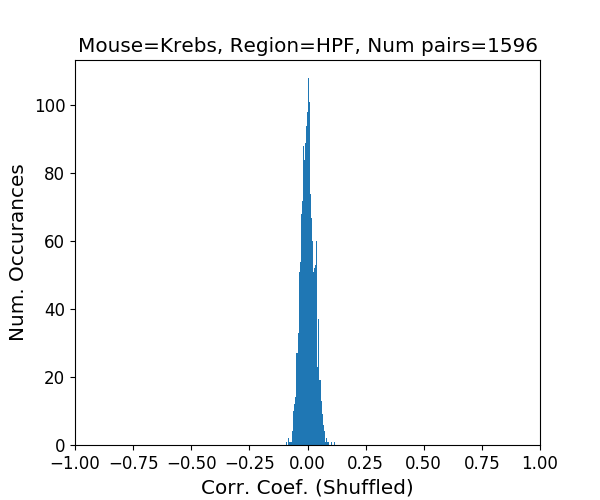 Mouse=Krebs, Region=HPF, Num pairs=1596
Num. Occurances
100
80
60
40
20
0
−1.00 −0.75 −0.50 −0.25 0.00 0.25 0.50 0.75 1.00
Corr. Coef. (Shuffled)